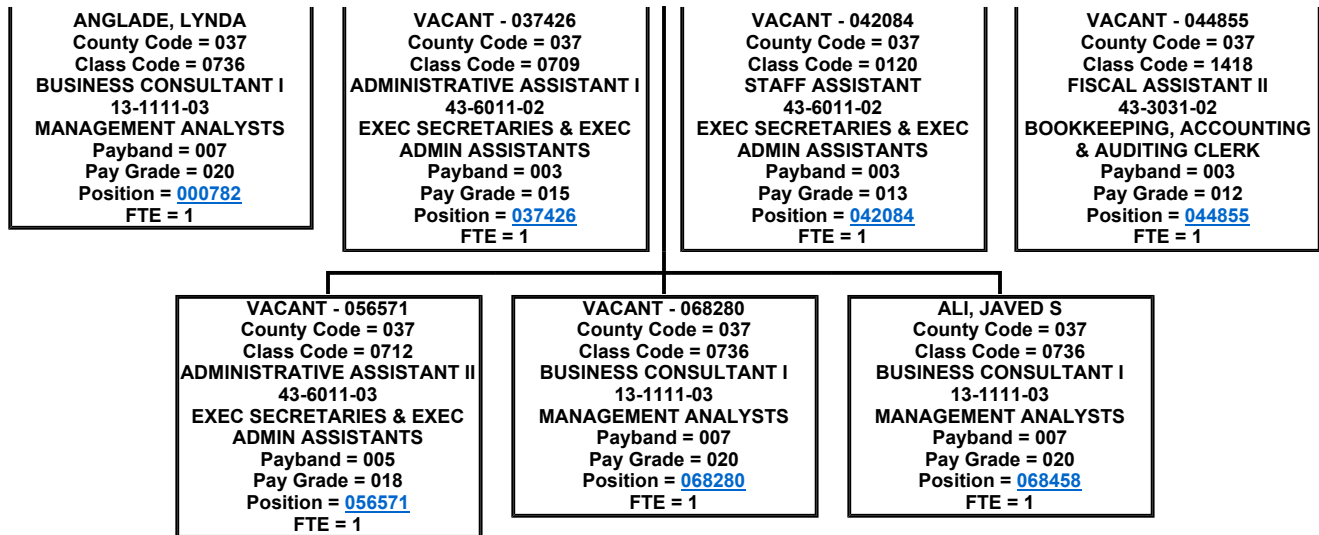 ANGLADE, LYNDA
County Code = 037
Class Code = 0736
BUSINESS CONSULTANT I
13-1111-03
MANAGEMENT ANALYSTS
Payband = 007
Pay Grade = 020
Position = 000782
FTE = 1
VACANT - 037426
County Code = 037
Class Code = 0709
ADMINISTRATIVE ASSISTANT I
43-6011-02
EXEC SECRETARIES & EXEC
ADMIN ASSISTANTS
Payband = 003
Pay Grade = 015
Position = 037426
FTE = 1
VACANT - 042084
County Code = 037
Class Code = 0120
STAFF ASSISTANT
43-6011-02
EXEC SECRETARIES & EXEC
ADMIN ASSISTANTS
Payband = 003
Pay Grade = 013
Position = 042084
FTE = 1
VACANT - 044855
County Code = 037
Class Code = 1418
FISCAL ASSISTANT II
43-3031-02
BOOKKEEPING, ACCOUNTING
& AUDITING CLERK
Payband = 003
Pay Grade = 012
Position = 044855
FTE = 1
VACANT - 056571
County Code = 037
Class Code = 0712
ADMINISTRATIVE ASSISTANT II
43-6011-03
EXEC SECRETARIES & EXEC
ADMIN ASSISTANTS
Payband = 005
Pay Grade = 018
Position = 056571
FTE = 1
VACANT - 068280
County Code = 037
Class Code = 0736
BUSINESS CONSULTANT I
13-1111-03
MANAGEMENT ANALYSTS
Payband = 007
Pay Grade = 020
Position = 068280
FTE = 1
ALI, JAVED S
County Code = 037
Class Code = 0736
BUSINESS CONSULTANT I
13-1111-03
MANAGEMENT ANALYSTS
Payband = 007
Pay Grade = 020
Position = 068458
FTE = 1